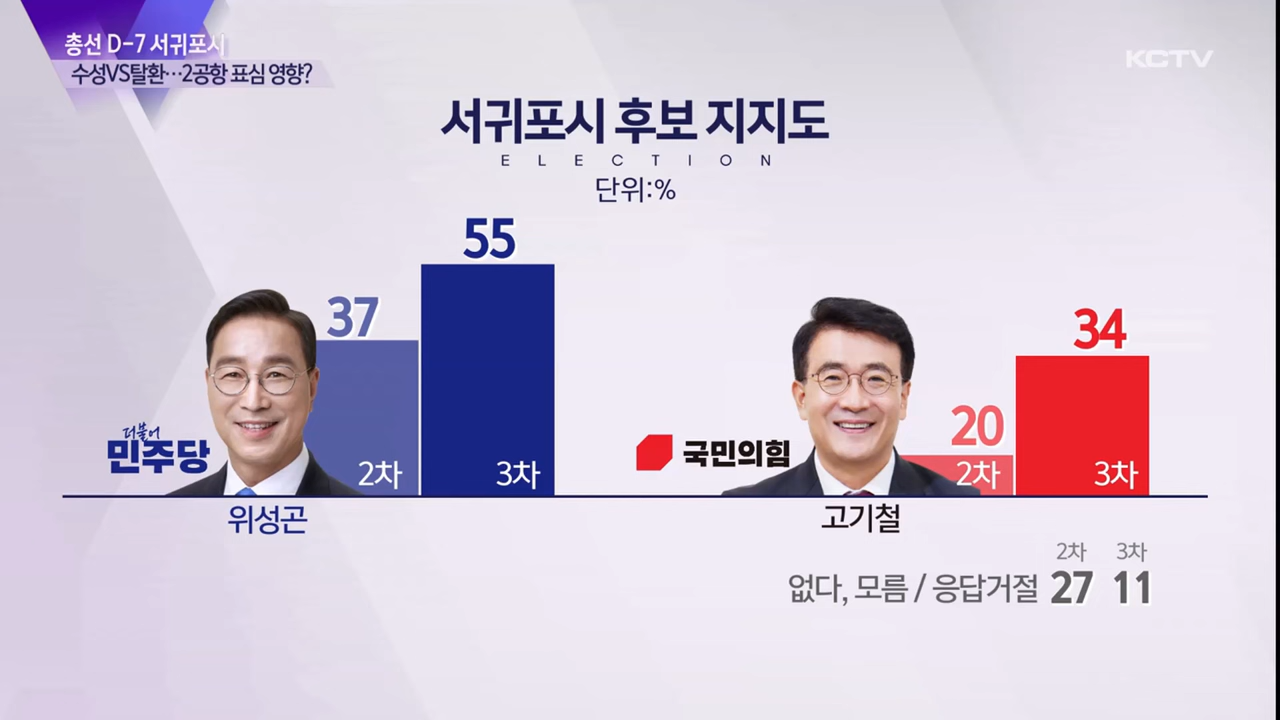 총선 D-7 서귀포시
수성VS탈환…2공항 표심 영향?
KCTV
서귀포시 후보 지지도
ELECTION
단위:%
55
37
34
20
더불어
민주당
국민의힘
2차
3차
2차
3차
위성곤
고기철
2차 3차
없다, 모름 / 응답거절 27 11